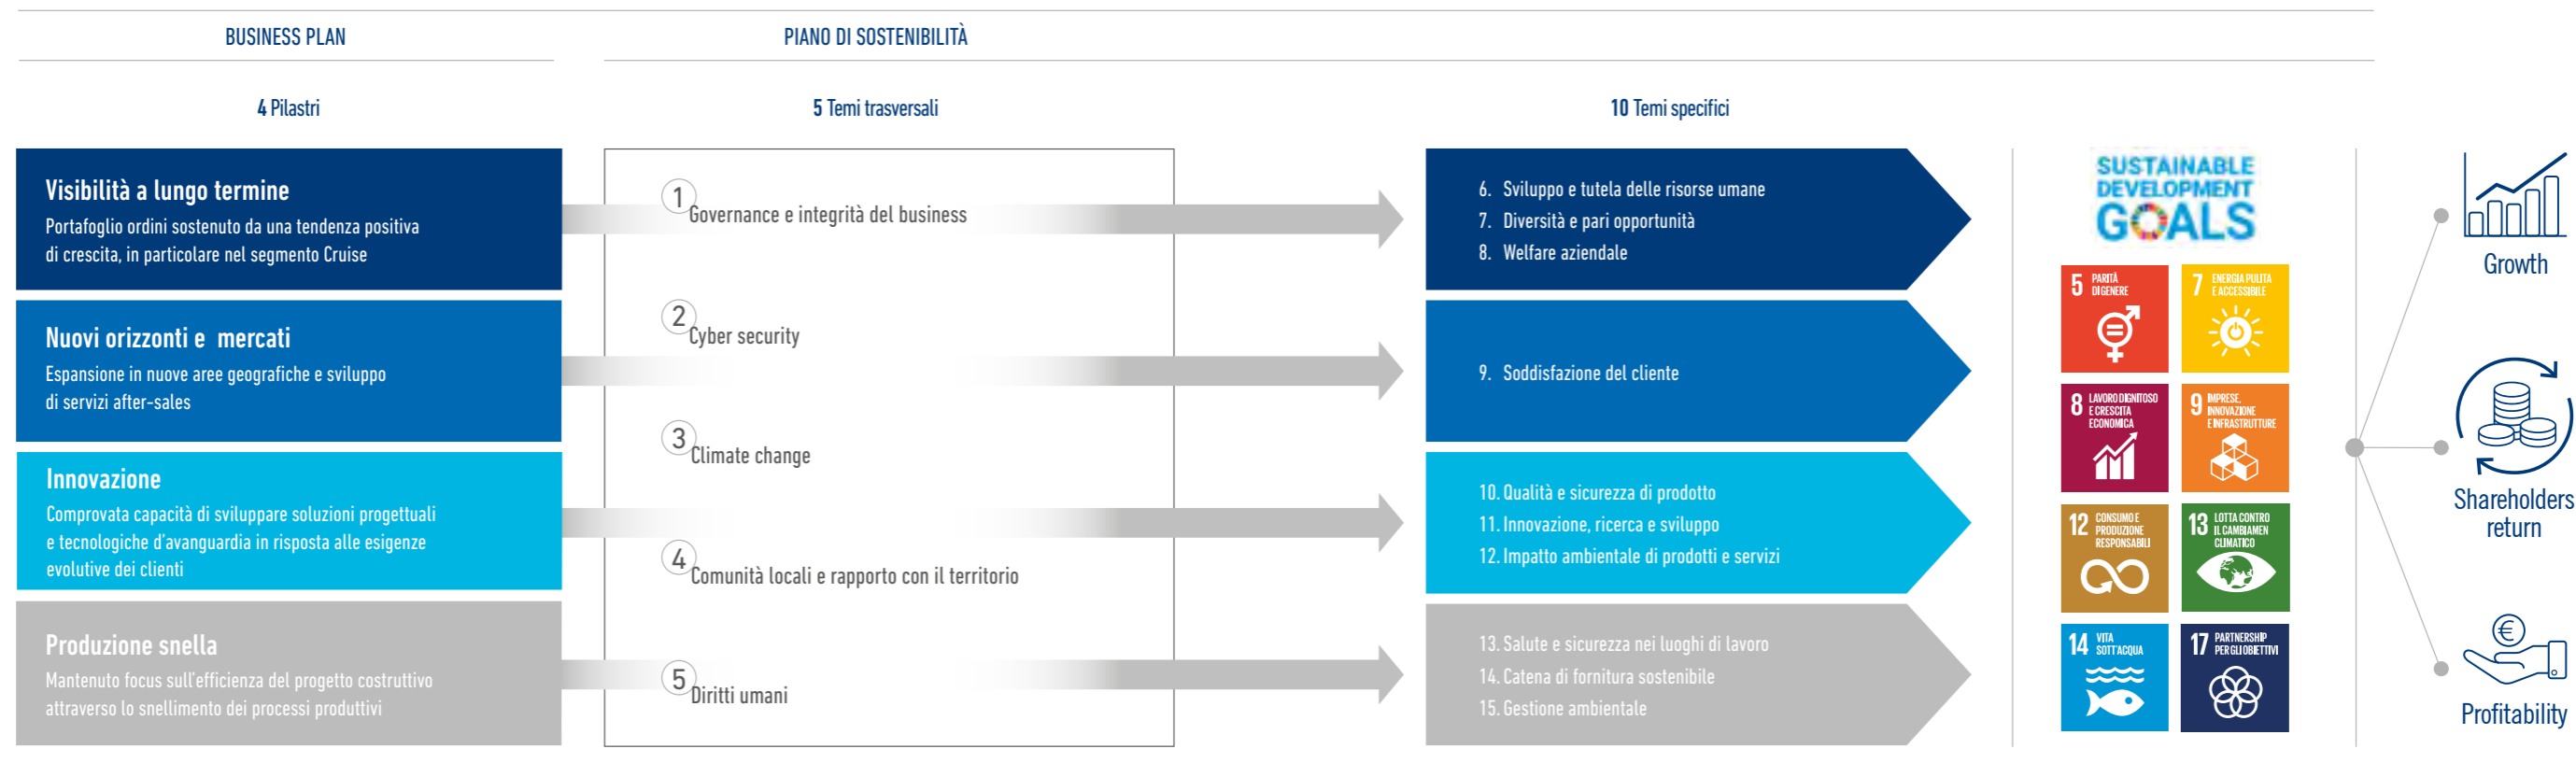 BUSINESS PLAN
PIANO DI SOSTENIBILITÀ
4 Pilastri
5 Temi trasversali
10 Temi specifici
Visibilità a lungo termine
Portafoglio ordini sostenuto da una tendenza positiva
di crescita, in particolare nel segmento Cruise
Nuovi orizzonti e mercati
Espansione in nuove aree geografiche e sviluppo
di servizi after-sales
Innovazione
Comprovata capacità di sviluppare soluzioni progettuali
e tecnologiche d'avanguardia in risposta alle esigenze
evolutive dei clienti
Produzione snella
Mantenuto focus sull'efficienza del progetto costruttivo
attraverso lo snellimento dei processi produttivi
1
Governance e integrità del business
2
Cyber security
3
Climate change
4
Comunità locali e rapporto con il territorio
5
Diritti umani
6. Sviluppo e tutela delle risorse umane
7. Diversità e pari opportunità
8. Welfare aziendale
9. Soddisfazione del cliente
10. Qualità e sicurezza di prodotto
11. Innovazione, ricerca e sviluppo
12. Impatto ambientale di prodotti e servizi
13. Salute e sicurezza nei luoghi di lavoro
14. Catena di fornitura sostenibile
15. Gestione ambientale
SUSTAINABLE
DEVELOPMENT
GOALS
5 PARITÀ
DI GENERE
7 ENERGIA PULITA
E ACCESSIBILE
8 LAVORO DIGNITOSO
E CRESCITA
ECONOMICA
9 IMPRESE,
INNOVAZIONE
E INFRASTRUTTURE
12 CONSUMO E
PRODUZIONE
RESPONSABILI
13 LOTTA CONTRO
IL CAMBIAMEN
CLIMATICO
14 VITA
SOTT'ACQUA
17 PARTNERSHIP
PER GLI OBIETTIVI
Growth
Shareholders
return
€
Profitability